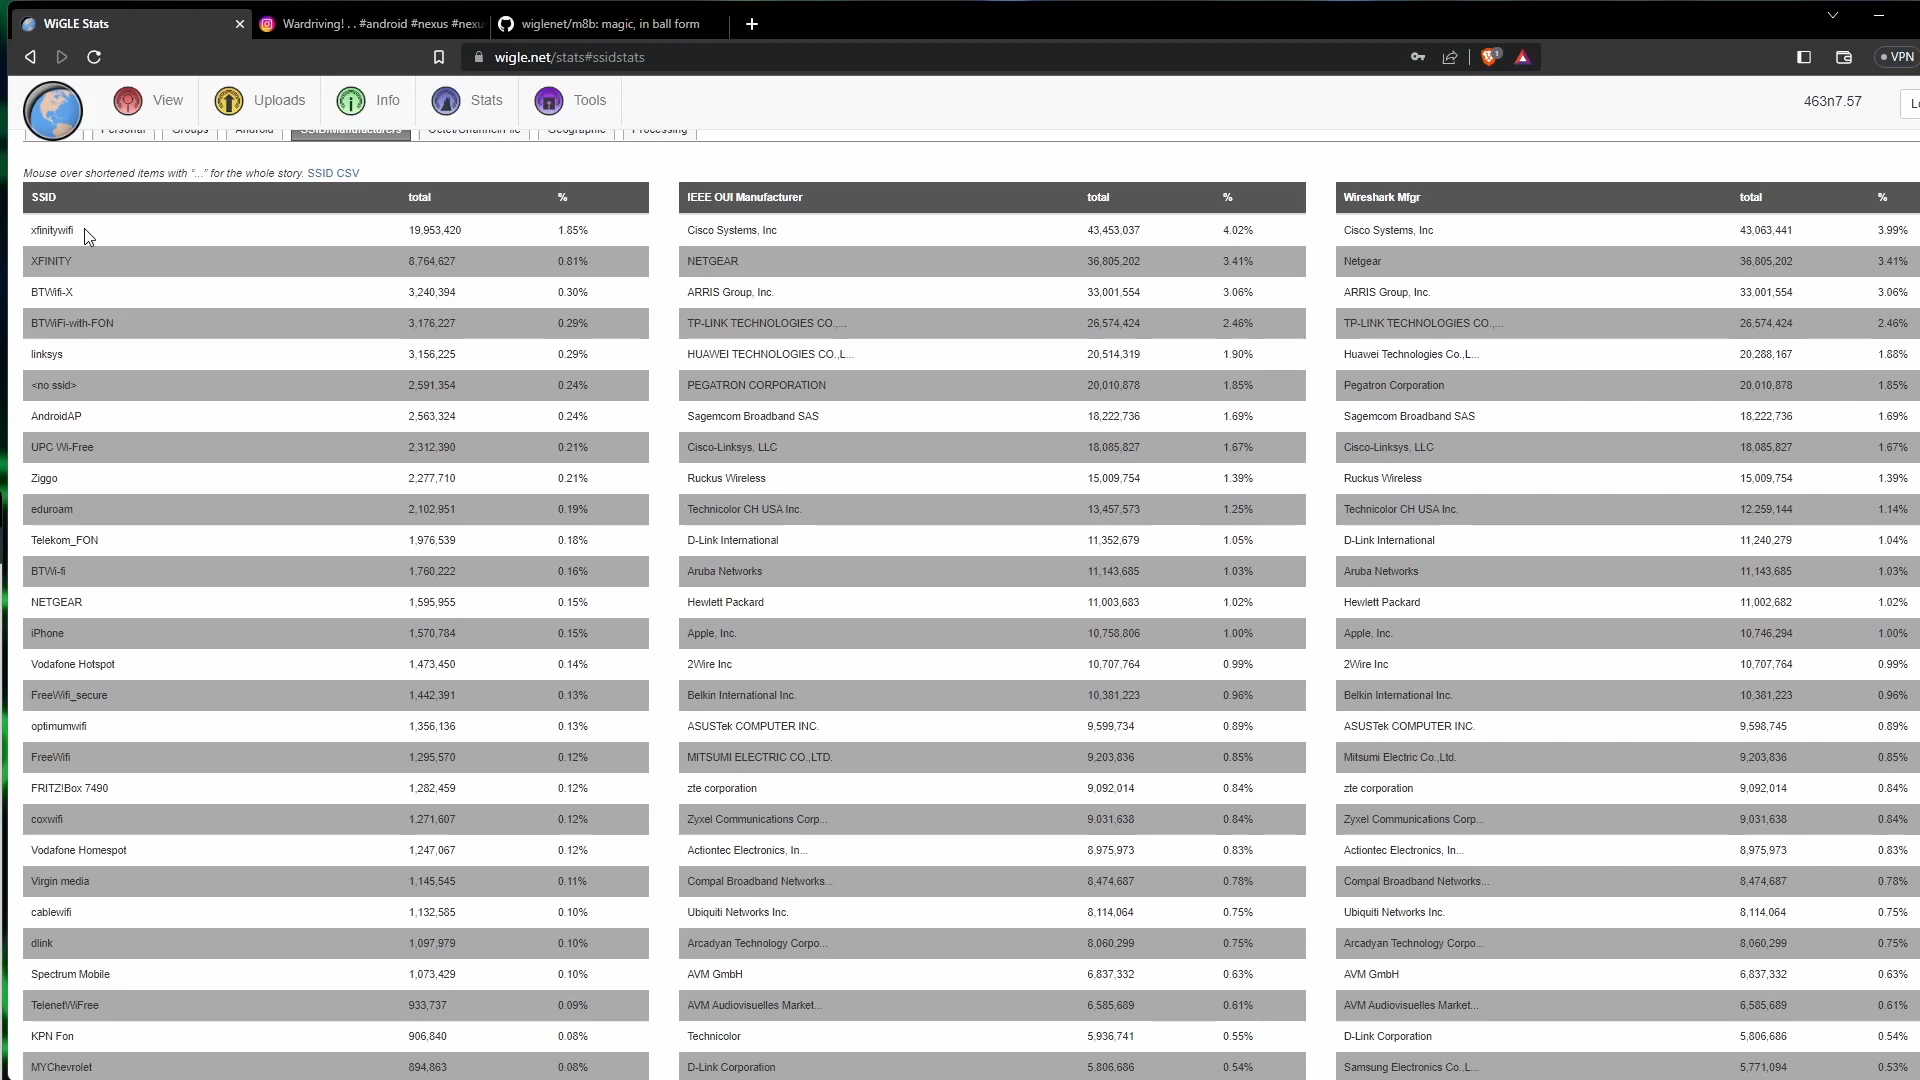 WiGLE Stats
Wardriving! . . #android #nexus #nexu
wiglenet/m8b: magic, in ball form
wigle.net/stats#ssidstats
1
VPN
View
Uploads
Info
Stats
Tools
463n7.57
Personal Groups Android SSID/Manufacturers Octet/Channel/File Geographic Processing
Mouse over shortened items with "..." for the whole story. SSID CSV
SSID total % IEEE OUI Manufacturer total % Wireshark Mfgr total %
xfinitywifi 19,953,420 1.85% Cisco Systems, Inc 43,453,037 4.02% Cisco Systems, Inc 43,063,441 3.99%
XFINITY 8,764,627 0.81% NETGEAR 36,805,202 3.41% Netgear 36,805,202 3.41%
BTWifi-X 3,240,394 0.30% ARRIS Group, Inc. 33,001,554 3.06% ARRIS Group, Inc. 33,001,554 3.06%
BTWiFi-with-FON 3,176,227 0.29% TP-LINK TECHNOLOGIES CO.,... 26,574,424 2.46% TP-LINK TECHNOLOGIES CO.,... 26,574,424 2.46%
linksys 3,156,225 0.29% HUAWEI TECHNOLOGIES CO.,L... 20,514,319 1.90% Huawei Technologies Co.,L... 20,288,167 1.88%
<no ssid> 2,591,354 0.24% PEGATRON CORPORATION 20,010,878 1.85% Pegatron Corporation 20,010,878 1.85%
AndroidAP 2,563,324 0.24% Sagemcom Broadband SAS 18,222,736 1.69% Sagemcom Broadband SAS 18,222,736 1.69%
UPC Wi-Free 2,312,390 0.21% Cisco-Linksys, LLC 18,085,827 1.67% Cisco-Linksys, LLC 18,085,827 1.67%
Ziggo 2,277,710 0.21% Ruckus Wireless 15,009,754 1.39% Ruckus Wireless 15,009,754 1.39%
eduroam 2,102,951 0.19% Technicolor CH USA Inc. 13,457,573 1.25% Technicolor CH USA Inc. 12,259,144 1.14%
Telekom_FON 1,976,539 0.18% D-Link International 11,352,679 1.05% D-Link International 11,240,279 1.04%
BTWi-fi 1,760,222 0.16% Aruba Networks 11,143,685 1.03% Aruba Networks 11,143,685 1.03%
NETGEAR 1,595,955 0.15% Hewlett Packard 11,003,683 1.02% Hewlett Packard 11,002,682 1.02%
iPhone 1,570,784 0.15% Apple, Inc. 10,758,806 1.00% Apple, Inc. 10,746,294 1.00%
Vodafone Hotspot 1,473,450 0.14% 2Wire Inc 10,707,764 0.99% 2Wire Inc 10,707,764 0.99%
FreeWifi_secure 1,442,391 0.13% Belkin International Inc. 10,381,223 0.96% Belkin International Inc. 10,381,223 0.96%
optimumwifi 1,356,136 0.13% ASUSTek COMPUTER INC. 9,599,734 0.89% ASUSTek COMPUTER INC. 9,598,745 0.89%
FreeWifi 1,295,570 0.12% MITSUMI ELECTRIC CO.,LTD. 9,203,836 0.85% Mitsumi Electric Co.,Ltd. 9,203,836 0.85%
FRITZ!Box 7490 1,282,459 0.12% zte corporation 9,092,014 0.84% zte corporation 9,092,014 0.84%
coxwifi 1,271,607 0.12% Zyxel Communications Corp... 9,031,638 0.84% Zyxel Communications Corp... 9,031,638 0.84%
Vodafone Homespot 1,247,067 0.12% Actiontec Electronics, In... 8,975,973 0.83% Actiontec Electronics, In... 8,975,973 0.83%
Virgin media 1,145,545 0.11% Compal Broadband Networks... 8,474,687 0.78% Compal Broadband Networks... 8,474,687 0.78%
cablewifi 1,132,585 0.10% Ubiquiti Networks Inc. 8,114,064 0.75% Ubiquiti Networks Inc. 8,114,064 0.75%
dlink 1,097,979 0.10% Arcadyan Technology Corpo... 8,060,299 0.75% Arcadyan Technology Corpo... 8,060,299 0.75%
Spectrum Mobile 1,073,429 0.10% AVM GmbH 6,837,332 0.63% AVM GmbH 6,837,332 0.63%
TelenetWiFree 933,737 0.09% AVM Audiovisuelles Market... 6,585,689 0.61% AVM Audiovisuelles Market... 6,585,689 0.61%
KPN Fon 906,840 0.08% Technicolor 5,936,741 0.55% D-Link Corporation 5,806,686 0.54%
MYChevrolet 894,863 0.08% D-Link Corporation 5,806,686 0.54% Samsung Electronics Co.,L... 5,771,094 0.53%